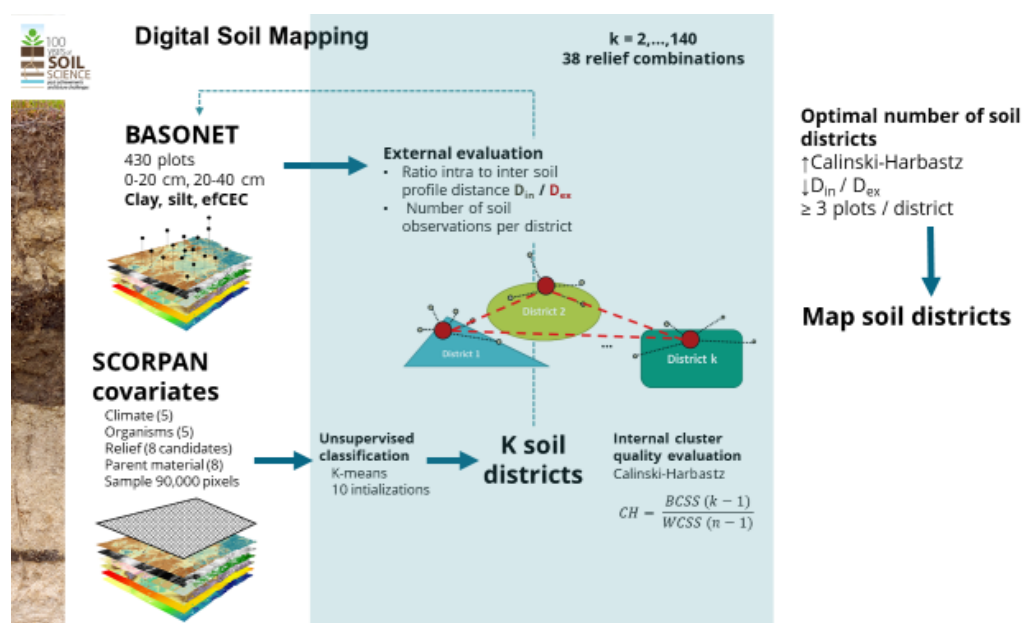 100
YEARS of
SOIL
SCIENCE
Digital Soil Mapping
k = 2,...,140
38 relief combinations
BASONET
430 plots
0-20 cm, 20-40 cm
Clay, silt, efCEC
External evaluation
• Ratio intra to inter soil
profile distance Din / Dex
• Number of soil
observations per district
Optimal number of soil
districts
↑Calinski-Harbastz
↓Din / Dex
≥ 3 plots / district
Map soil districts
District 1
District 2
...
District k
SCORPAN
covariates
Climate (5)
Organisms (5)
Relief (8 candidates)
Parent material (8)
Sample 90,000 pixels
Unsupervised
classification
K-means
10 intializations
K soil
districts
Internal cluster
quality evaluation
Calinski-Harbastz
CH = BCSS (k − 1) / WCSS (n − 1)